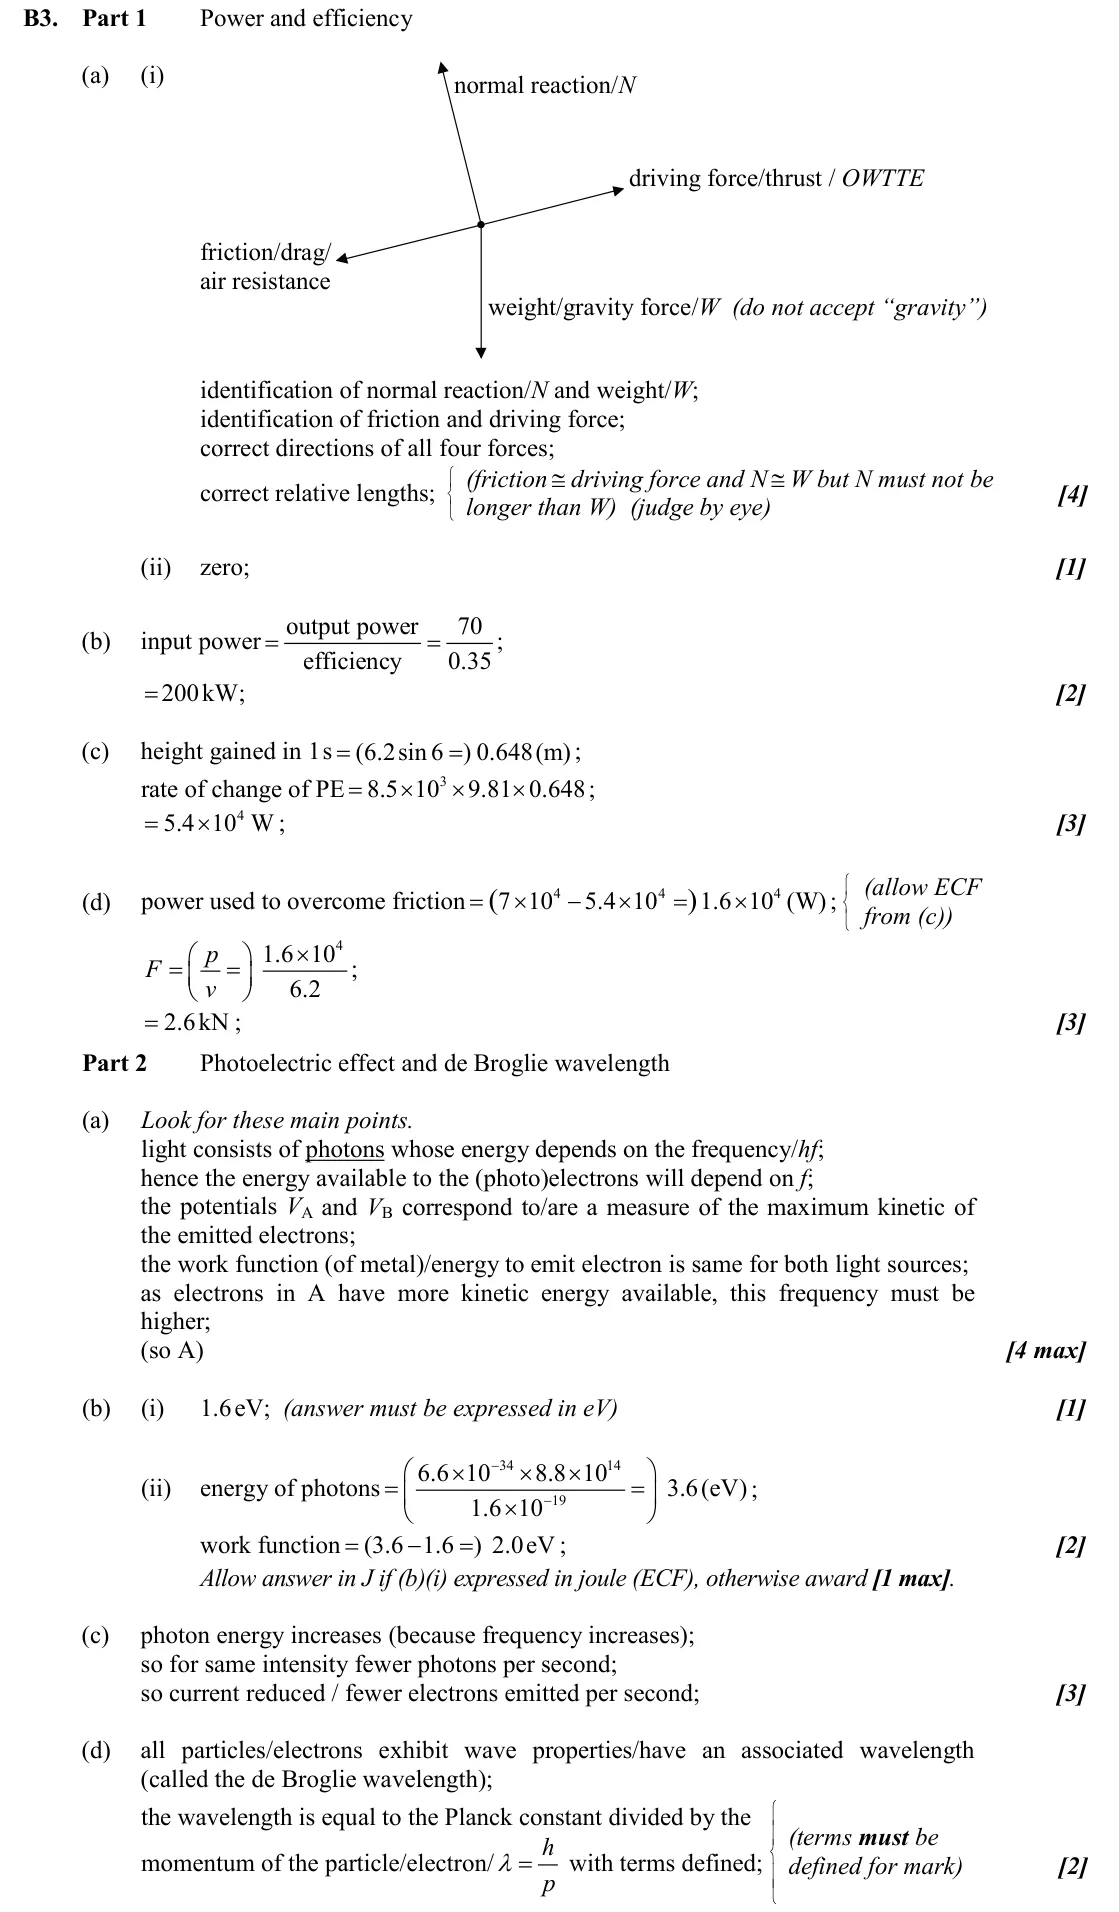 B3. Part 1 Power and efficiency
(a) (i)
normal reaction/N
driving force/thrust / OWTTE
friction/drag/
air resistance
weight/gravity force/W (do not accept “gravity”)
identification of normal reaction/N and weight/W;
identification of friction and driving force;
correct directions of all four forces;
correct relative lengths; { (friction ≅ driving force and N ≅ W but N must not be
longer than W) (judge by eye) [4]
(ii) zero; [1]
(b) input power = output power / efficiency = 70 / 0.35;
= 200 kW; [2]
(c) height gained in 1 s = (6.2 sin 6 =) 0.648 (m);
rate of change of PE = 8.5×10³ × 9.81× 0.648;
= 5.4×10⁴ W; [3]
(d) power used to overcome friction = (7×10⁴ − 5.4×10⁴ =) 1.6×10⁴ (W); { (allow ECF
from (c))
F = (p / v =) 1.6×10⁴ / 6.2;
= 2.6 kN; [3]
Part 2 Photoelectric effect and de Broglie wavelength
(a) Look for these main points.
light consists of photons whose energy depends on the frequency/hf;
hence the energy available to the (photo)electrons will depend on f;
the potentials V_A and V_B correspond to/are a measure of the maximum kinetic of
the emitted electrons;
the work function (of metal)/energy to emit electron is same for both light sources;
as electrons in A have more kinetic energy available, this frequency must be
higher;
(so A) [4 max]
(b) (i) 1.6 eV; (answer must be expressed in eV) [1]
(ii) energy of photons = (6.6×10⁻³⁴ × 8.8×10¹⁴ / 1.6×10⁻¹⁹ =) 3.6 (eV);
work function = (3.6 − 1.6 =) 2.0 eV; [2]
Allow answer in J if (b)(i) expressed in joule (ECF), otherwise award [1 max].
(c) photon energy increases (because frequency increases);
so for same intensity fewer photons per second;
so current reduced / fewer electrons emitted per second; [3]
(d) all particles/electrons exhibit wave properties/have an associated wavelength
(called the de Broglie wavelength);
the wavelength is equal to the Planck constant divided by the
momentum of the particle/electron/ λ = h / p with terms defined; { (terms must be
defined for mark) [2]